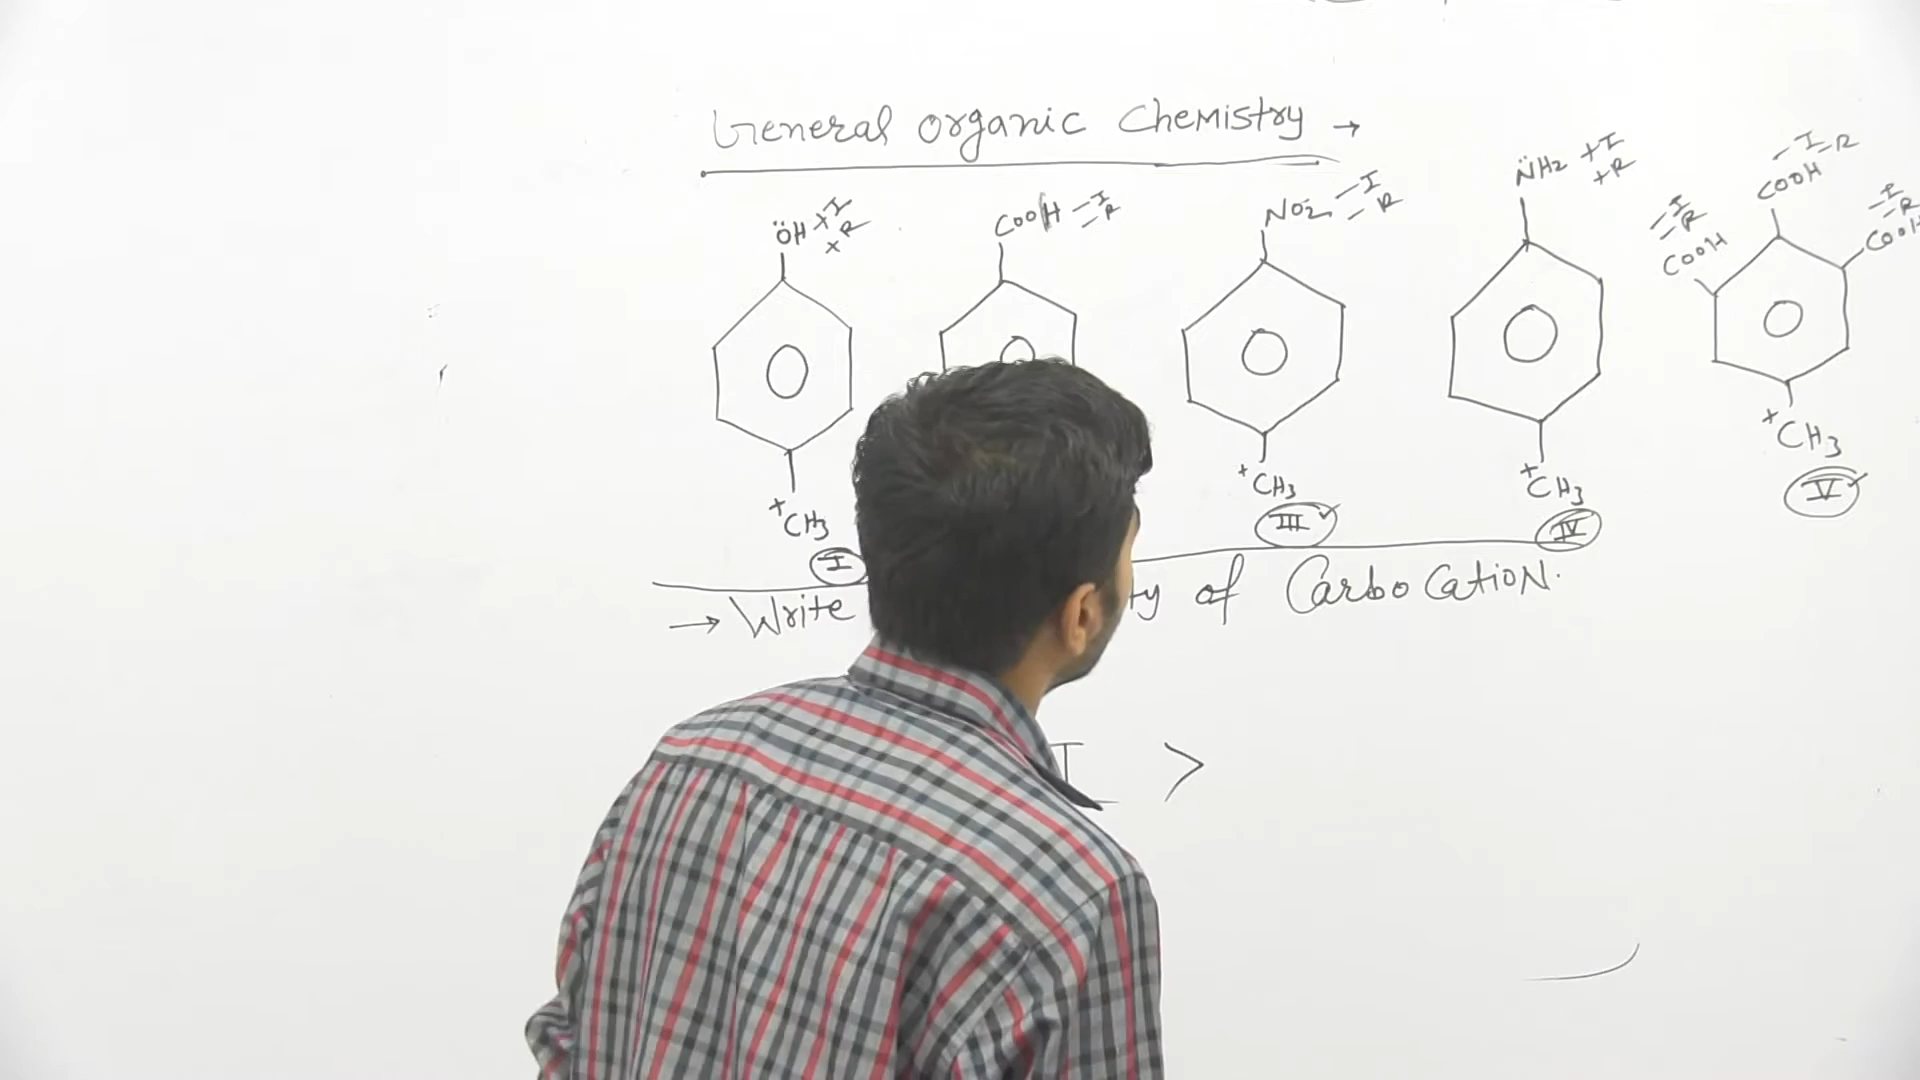 General organic Chemistry →
ÖH +I +R
COOH -I -R
NO2 -I -R
N̈H2 +I +R
COOH -I -R
COOH -I -R
COOH -I -R
+CH3
+CH3
+CH3
+CH3
I
III ✓
IV
V ✓
→ Write ty of CarboCation.
>